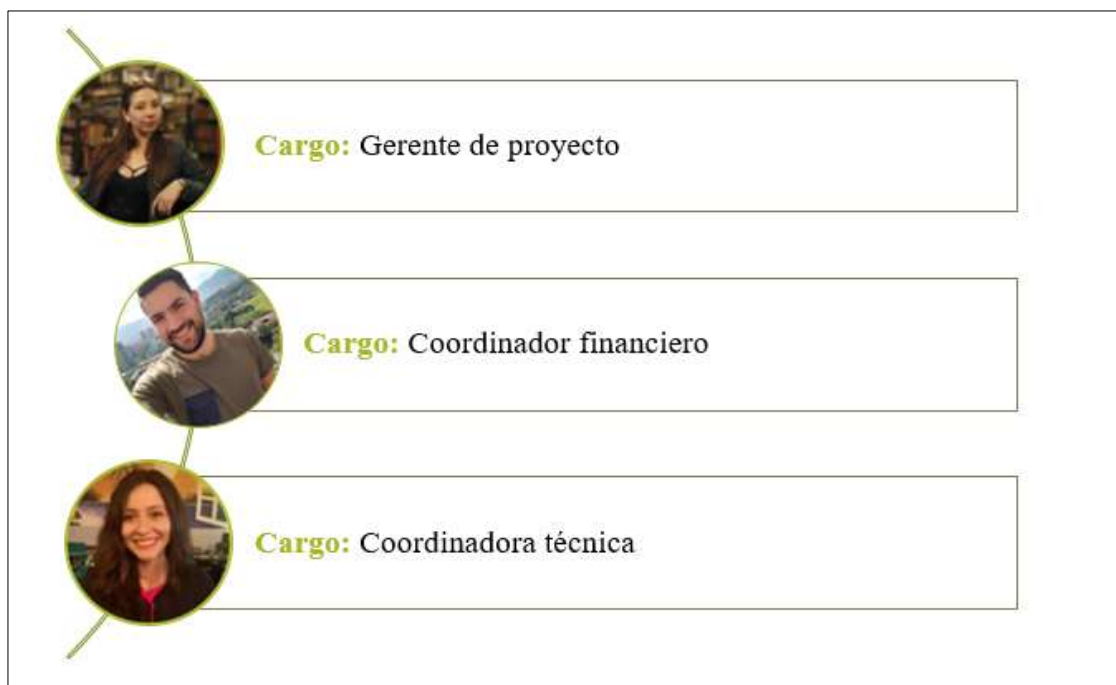 Cargo: Gerente de proyecto
Cargo: Coordinador financiero
Cargo: Coordinadora técnica